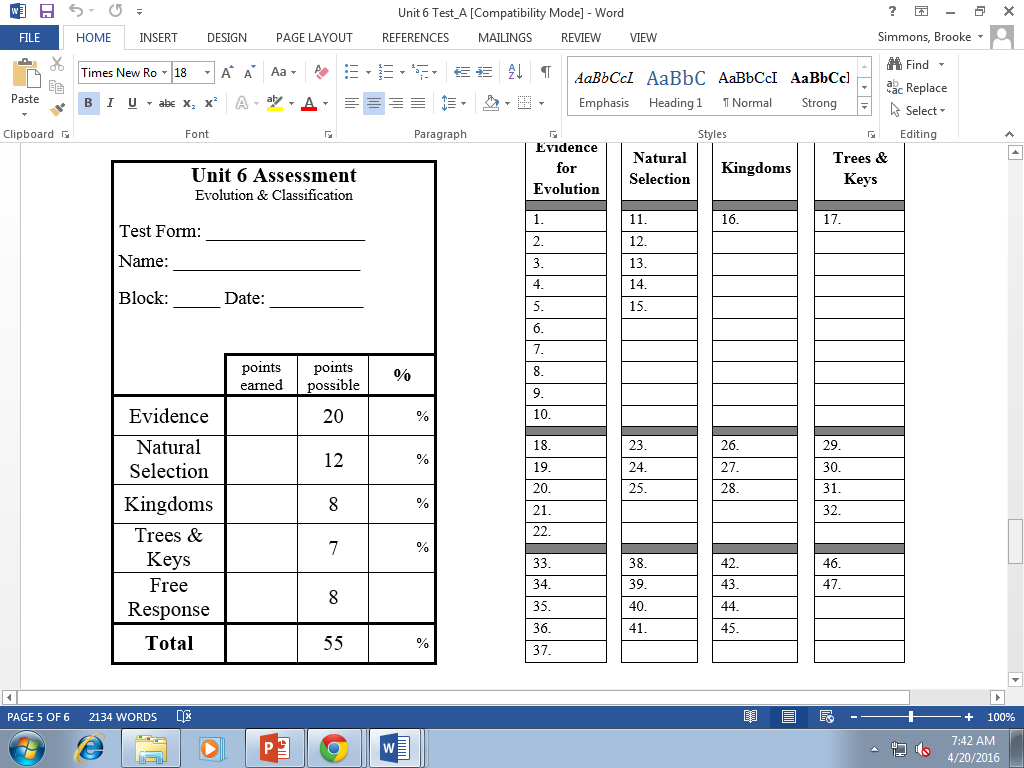 Unit 6 Test_A [Compatibility Mode] - Word
?
FILE HOME INSERT DESIGN PAGE LAYOUT REFERENCES MAILINGS REVIEW VIEW Simmons, Brooke
Paste
Times New Ro 18 A A Aa
B I U abc x₂ x² A A
AaBbCcI AaBbC AaBbCcI AaBbCcl
Emphasis Heading 1 ¶ Normal Strong
Find
Replace
Select
Clipboard Font Paragraph Styles Editing
Unit 6 Assessment
Evolution & Classification
Test Form: _________________
Name: ____________________
Block: _____ Date: __________
points earned points possible %
Evidence 20 %
Natural Selection 12 %
Kingdoms 8 %
Trees & Keys 7 %
Free Response 8
Total 55 %
Evidence for Evolution Natural Selection Kingdoms Trees & Keys
1. 11. 16. 17.
2. 12.
3. 13.
4. 14.
5. 15.
6.
7.
8.
9.
10.
18. 23. 26. 29.
19. 24. 27. 30.
20. 25. 28. 31.
21. 32.
22.
33. 38. 42. 46.
34. 39. 43. 47.
35. 40. 44.
36. 41. 45.
37.
PAGE 5 OF 6 2134 WORDS 100%
7:42 AM
4/20/2016